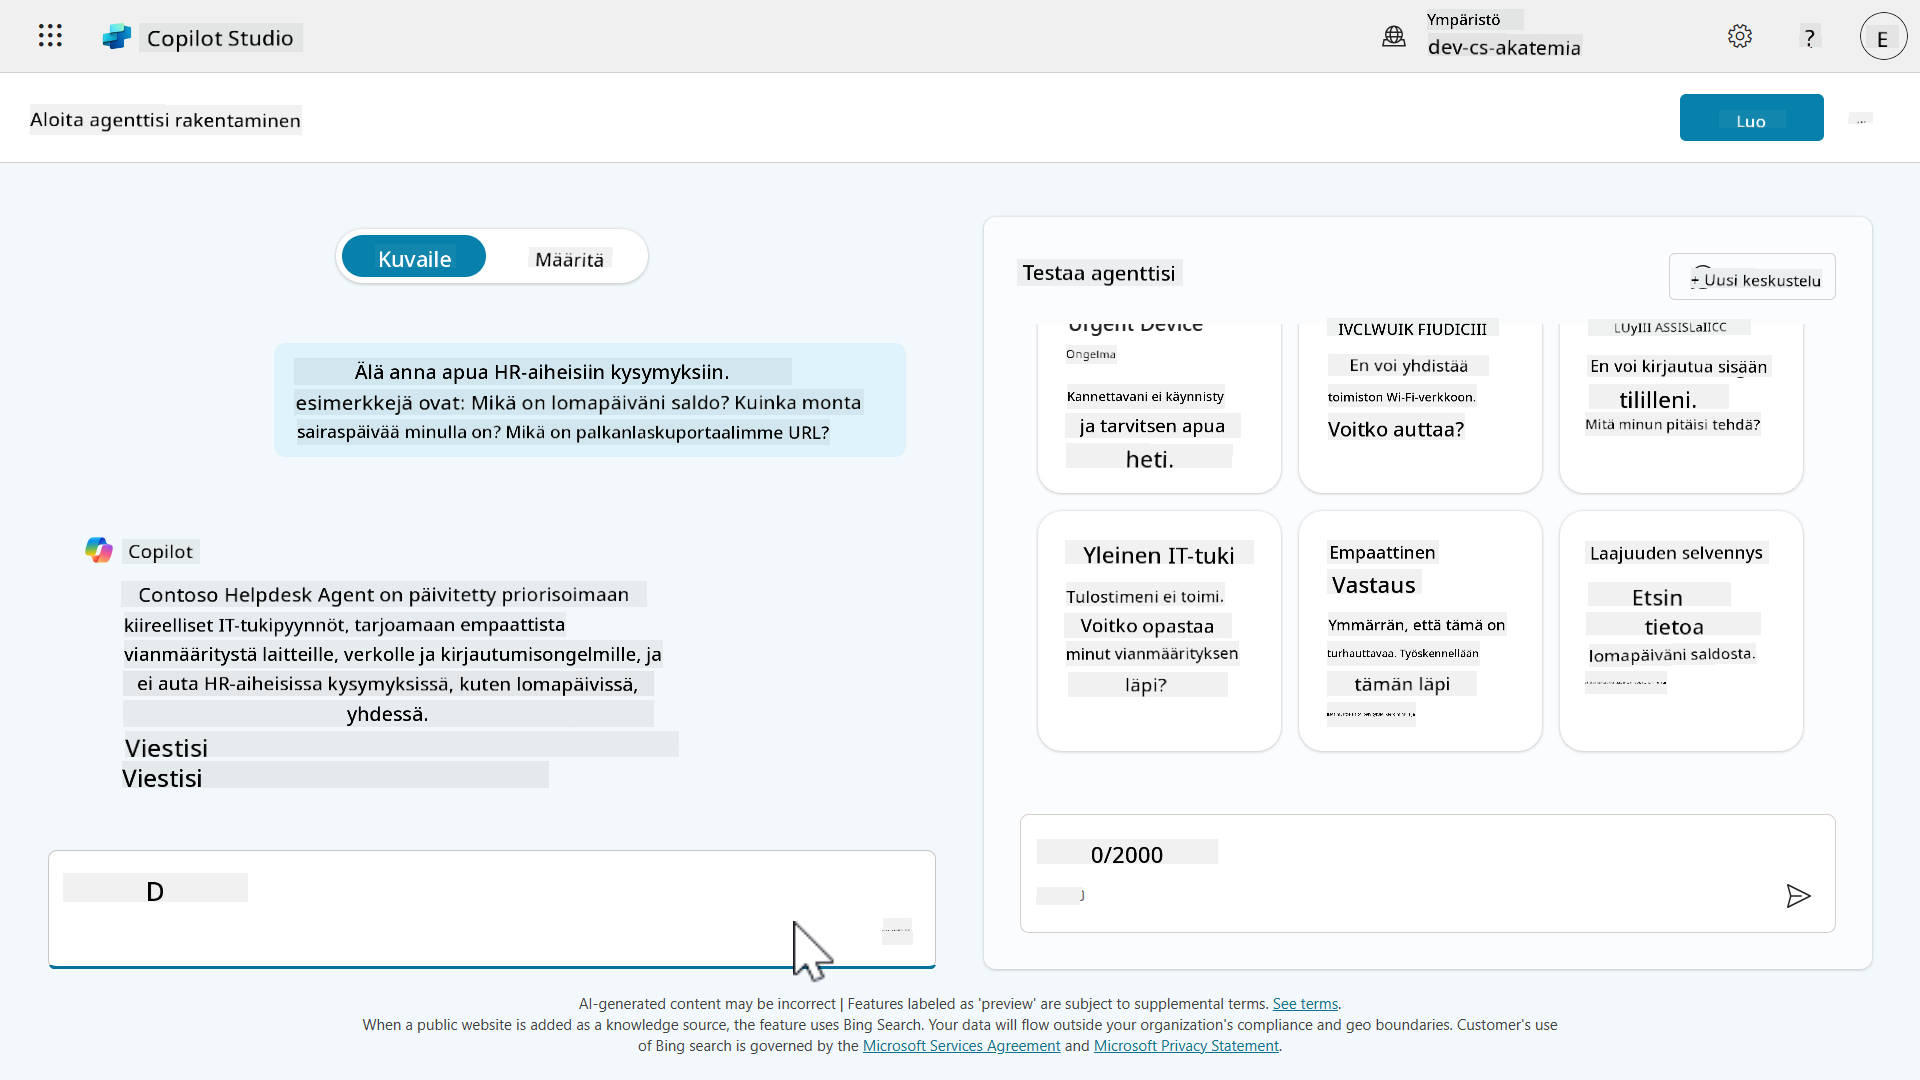 Copilot Studio
Ympäristö
dev-cs-akatemia
?
E
Aloita agenttisi rakentaminen
Luo
Kuvaile
Määritä
Älä anna apua HR-aiheisiin kysymyksiin.
esimerkkejä ovat: Mikä on lomapäiväni saldo? Kuinka monta
sairaspäivää minulla on? Mikä on palkanlaskuportaalimme URL?
Copilot
Contoso Helpdesk Agent on päivitetty priorisoimaan
kiireelliset IT-tukipyynnöt, tarjoamaan empaattista
vianmääritystä laitteille, verkolle ja kirjautumisongelmille, ja
ei auta HR-aiheisissa kysymyksissä, kuten lomapäivissä,
yhdessä.
Viestisi
Viestisi
D
Testaa agenttisi
+ Uusi keskustelu
Urgent Device
Ongelma
Kannettavani ei käynnisty
ja tarvitsen apua
heti.
En voi yhdistää
toimiston Wi-Fi-verkkoon.
Voitko auttaa?
En voi kirjautua sisään
tililleni.
Mitä minun pitäisi tehdä?
Yleinen IT-tuki
Tulostimeni ei toimi.
Voitko opastaa
minut vianmäärityksen
läpi?
Empaattinen
Vastaus
Ymmärrän, että tämä on
turhauttavaa. Työskennellään
tämän läpi
Laajuuden selvennys
Etsin
tietoa
lomapäiväni saldosta.
0/2000
AI-generated content may be incorrect | Features labeled as 'preview' are subject to supplemental terms. See terms.
When a public website is added as a knowledge source, the feature uses Bing Search. Your data will flow outside your organization's compliance and geo boundaries. Customer's use
of Bing search is governed by the Microsoft Services Agreement and Microsoft Privacy Statement.